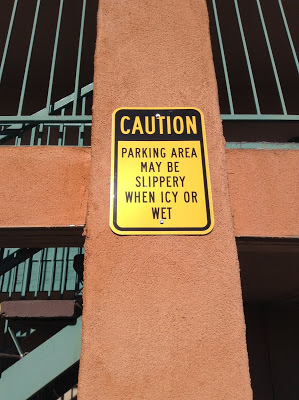 CAUTION
PARKING AREA
MAY BE
SLIPPERY
WHEN ICY OR
WET